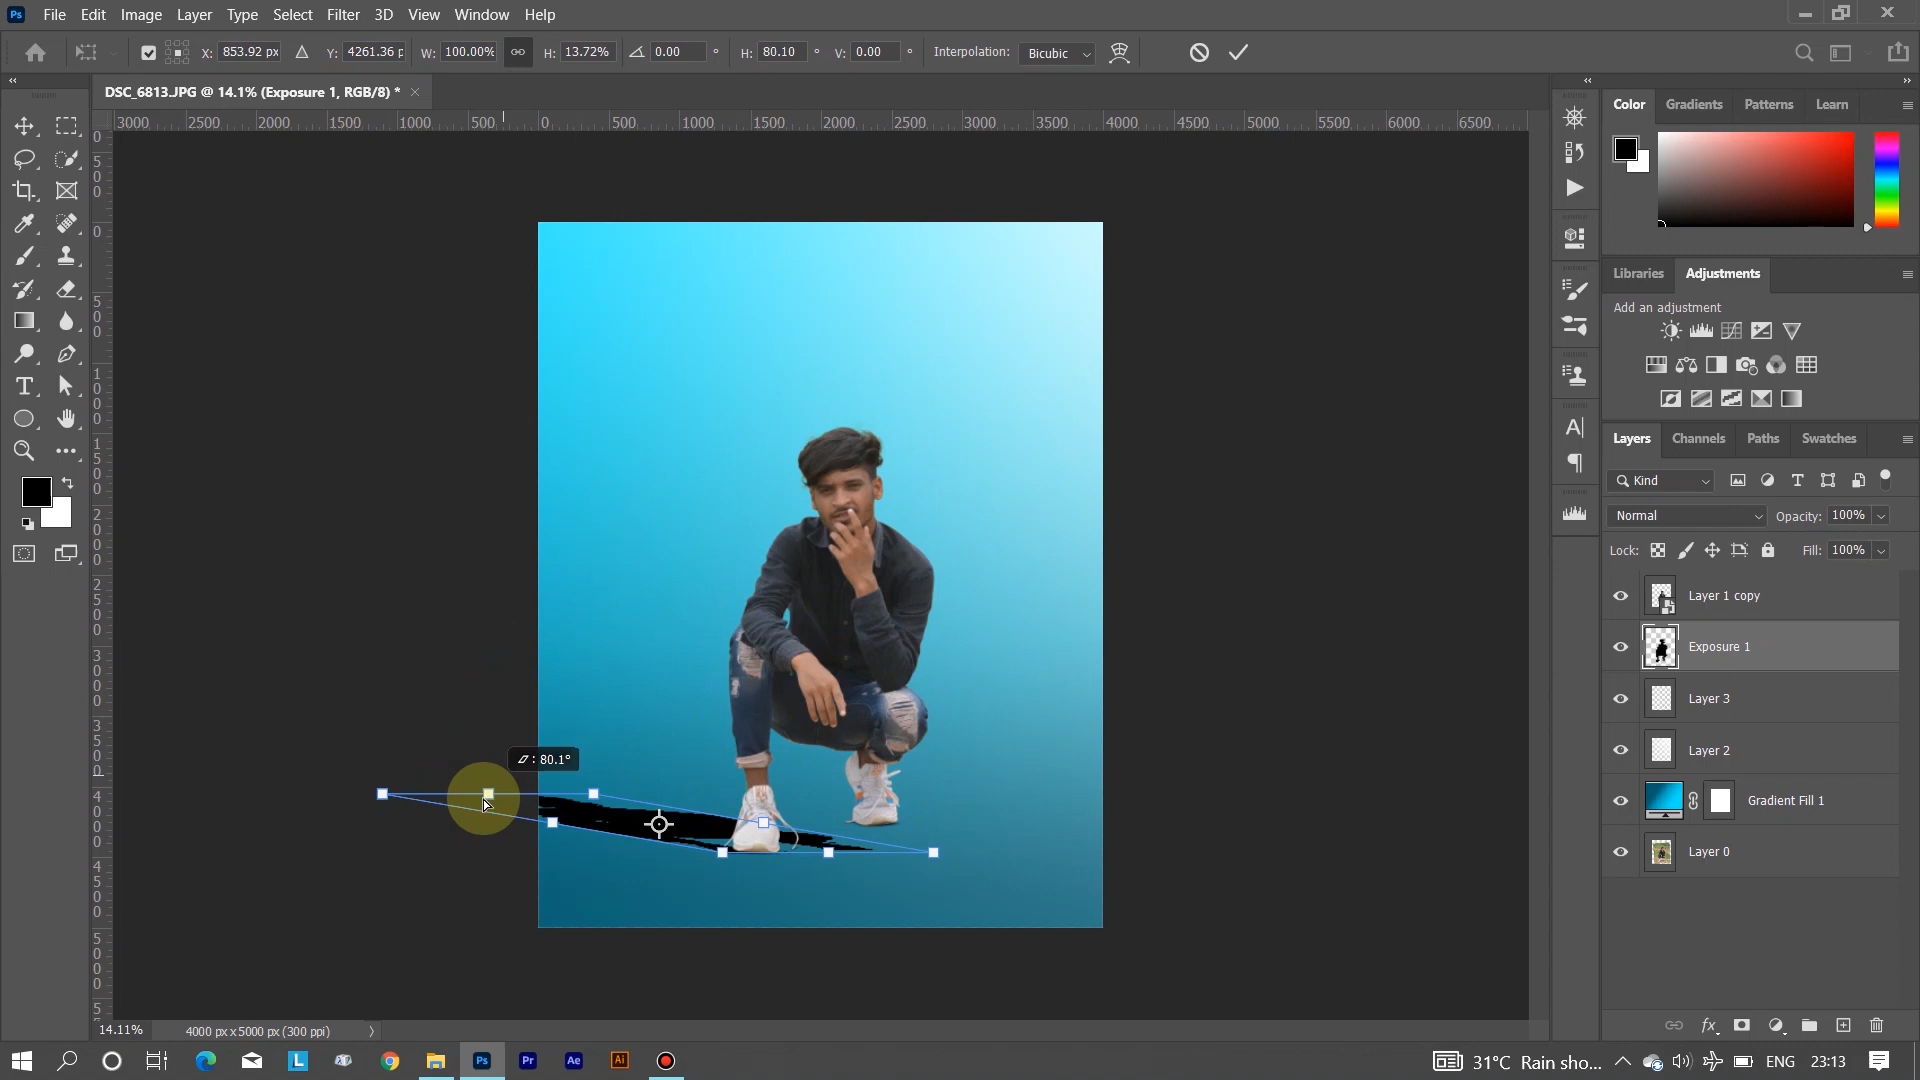 File Edit Image Layer Type Select Filter 3D View Window Help
X: 853.92 px Y: 4261.36 p W: 100.00% H: 13.72% 0.00 ° H: 80.10 ° V: 0.00 ° Interpolation: Bicubic
DSC_6813.JPG @ 14.1% (Exposure 1, RGB/8) * ×
3000 2500 2000 1500 1000 500 0 500 1000 1500 2000 2500 3000 3500 4000 4500 5000 5500 6000 6500
Color Gradients Patterns Learn
Libraries Adjustments
Add an adjustment
Layers Channels Paths Swatches
Kind
Normal Opacity: 100%
Lock: Fill: 100%
Layer 1 copy
Exposure 1
Layer 3
Layer 2
Gradient Fill 1
Layer 0
: 80.1°
14.11% 4000 px x 5000 px (300 ppi)
31°C Rain sho... ENG 23:13